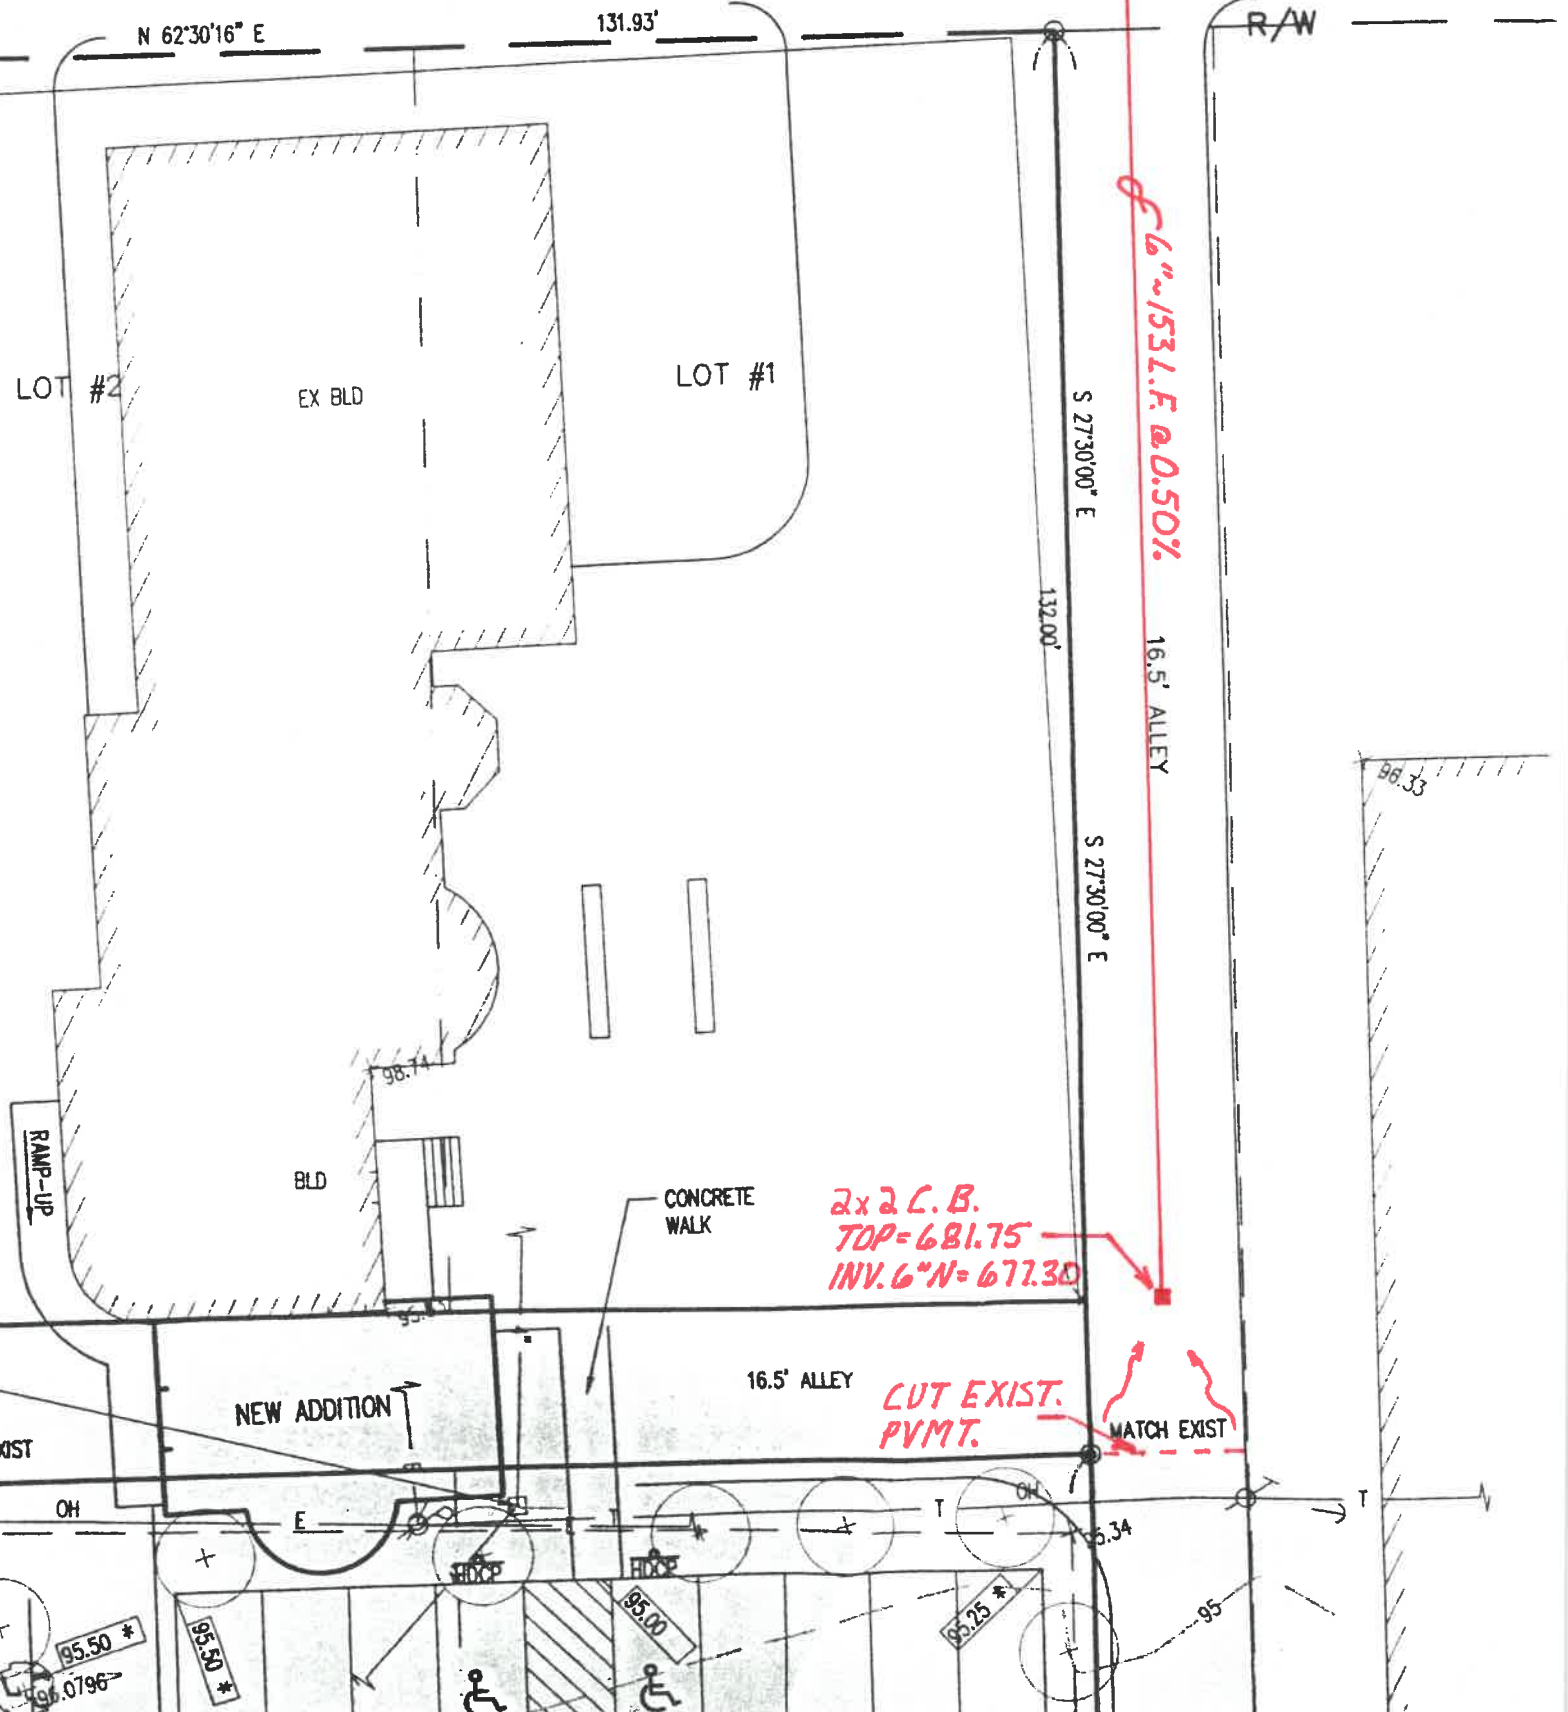 N 62°30'16" E
131.93'
R/W
6"~153 L.F. @ 0.50%
LOT #2
EX BLD
LOT #1
S 27°30'00" E
132.00'
16.5' ALLEY
96.33
S 27°30'00" E
98.74
RAMP-UP
BLD
CONCRETE
WALK
2x2 C.B.
TOP=681.75
INV. 6"N=677.30
16.5' ALLEY
NEW ADDITION
CUT EXIST.
PVMT.
MATCH EXIST
XIST
OH
E
T
OH
T
95.34
HDCP
HDCP
95.50 *
95.50 *
95.00
95.25 *
95
96.0796